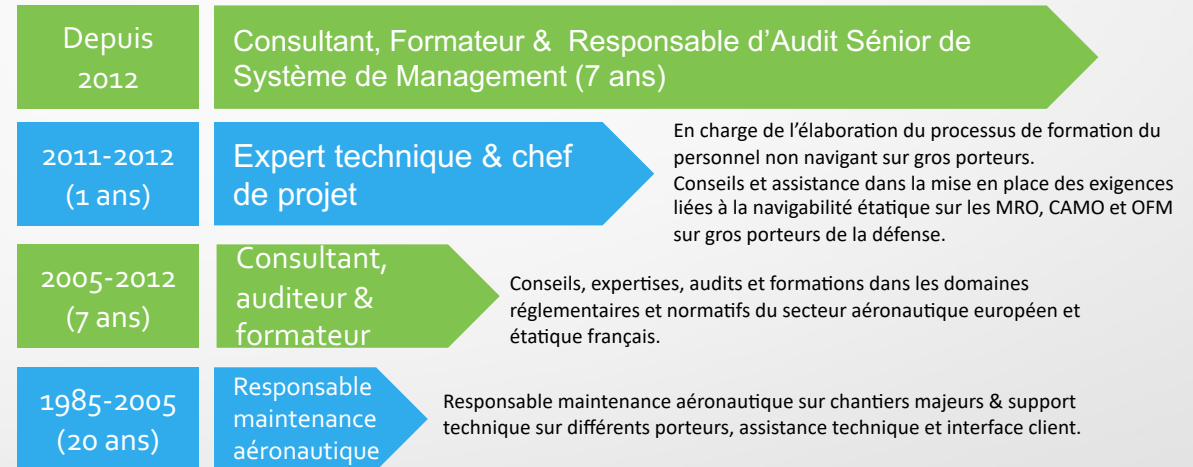 Depuis
2012
Consultant, Formateur & Responsable d'Audit Sénior de
Système de Management (7 ans)
2011-2012
(1 ans)
Expert technique & chef
de projet
En charge de l'élaboration du processus de formation du
personnel non navigant sur gros porteurs.
Conseils et assistance dans la mise en place des exigences
liées à la navigabilité étatique sur les MRO, CAMO et OFM
sur gros porteurs de la défense.
2005-2012
(7 ans)
Consultant,
auditeur &
formateur
Conseils, expertises, audits et formations dans les domaines
réglementaires et normatifs du secteur aéronautique européen et
étatique français.
1985-2005
(20 ans)
Responsable
maintenance
aéronautique
Responsable maintenance aéronautique sur chantiers majeurs & support
technique sur différents porteurs, assistance technique et interface client.